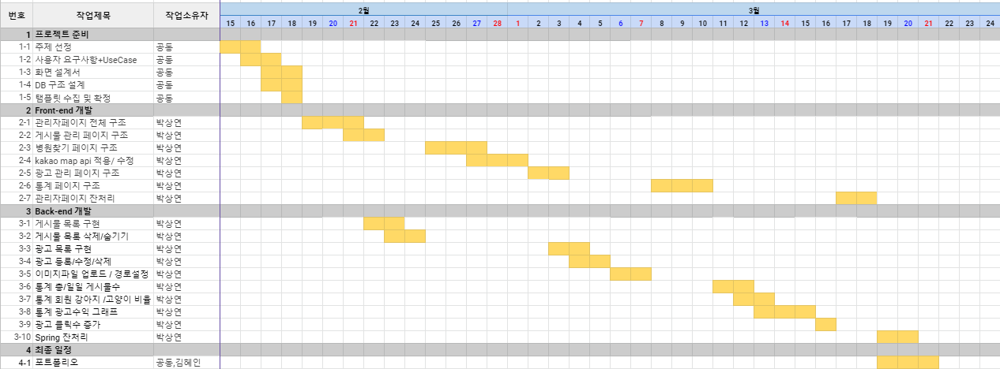 번호 작업제목 작업소유자 2월 3월
15 16 17 18 19 20 21 22 23 24 25 26 27 28 1 2 3 4 5 6 7 8 9 10 11 12 13 14 15 16 17 18 19 20 21 22 23 24
1 프로젝트 준비
1-1 주제 선정 공동
1-2 사용자 요구사항+UseCase 공동
1-3 화면 설계서 공동
1-4 DB 구조 설계 공동
1-5 탬플릿 수집 및 확정 공동
2 Front-end 개발
2-1 관리자페이지 전체 구조 박상연
2-2 게시물 관리 페이지 구조 박상연
2-3 병원찾기 페이지 구조 박상연
2-4 kakao map api 적용/ 수정 박상연
2-5 광고 관리 페이지 구조 박상연
2-6 통계 페이지 구조 박상연
2-7 관리자페이지 잔처리 박상연
3 Back-end 개발
3-1 게시물 목록 구현 박상연
3-2 게시물 목록 삭제/숨기기 박상연
3-3 광고 목록 구현 박상연
3-4 광고 등록/수정/삭제 박상연
3-5 이미지파일 업로드 / 경로설정 박상연
3-6 통계 총/일일 게시물수 박상연
3-7 통계 회원 강아지 /고양이 비율 박상연
3-8 통계 광고수익 그래프 박상연
3-9 광고 클릭수 증가 박상연
3-10 Spring 잔처리 박상연
4 최종 일정
4-1 포트폴리오 공동,김혜인